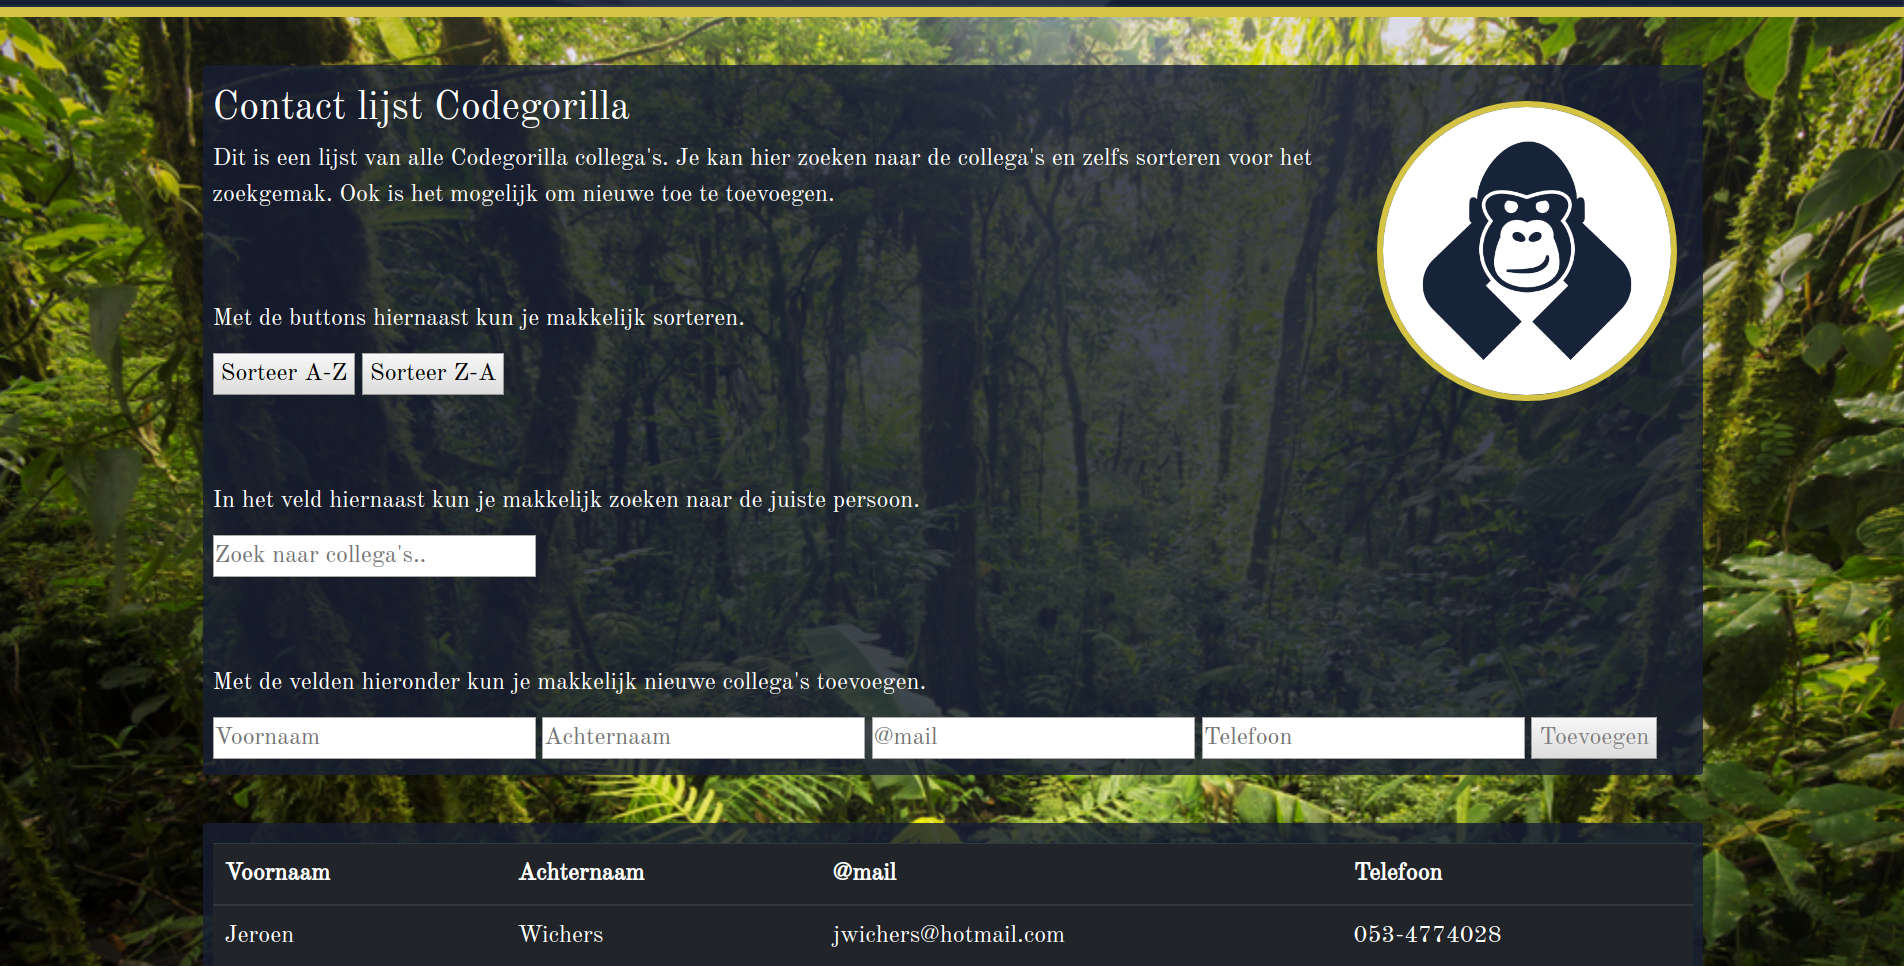 Contact lijst Codegorilla
Dit is een lijst van alle Codegorilla collega's. Je kan hier zoeken naar de collega's en zelfs sorteren voor het
zoekgemak. Ook is het mogelijk om nieuwe toe te toevoegen.
Met de buttons hiernaast kun je makkelijk sorteren.
Sorteer A-Z Sorteer Z-A
In het veld hiernaast kun je makkelijk zoeken naar de juiste persoon.
Zoek naar collega's..
Met de velden hieronder kun je makkelijk nieuwe collega's toevoegen.
Voornaam Achternaam @mail Telefoon Toevoegen
Voornaam Achternaam @mail Telefoon
Jeroen Wichers jwichers@hotmail.com 053-4774028